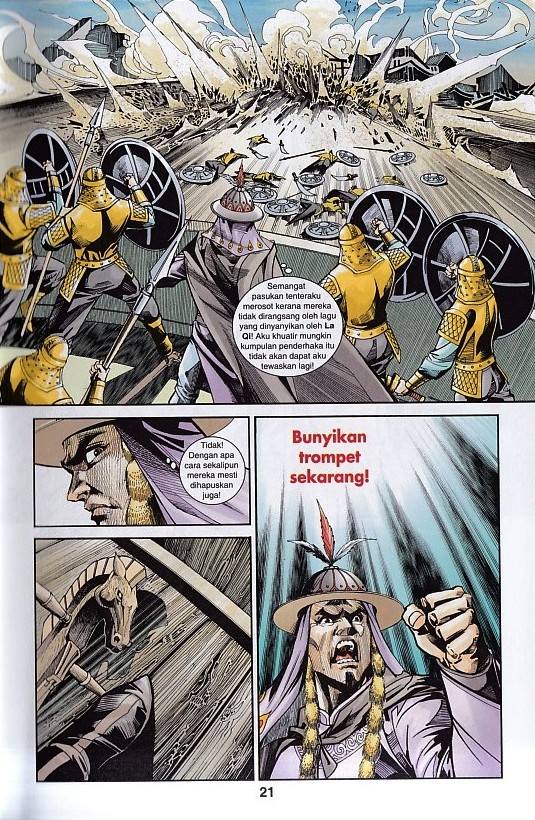 Semangat
pasukan tenteraku
merosot kerana mereka
tidak dirangsang oleh lagu
yang dinyanyikan oleh La
Qi! Aku khuatir mungkin
kumpulan penderhaka itu
tidak akan dapat aku
tewaskan lagi!
Tidak!
Dengan apa
cara sekalipun
mereka mesti
dihapuskan
juga!
Bunyikan
trompet
sekarang!
21